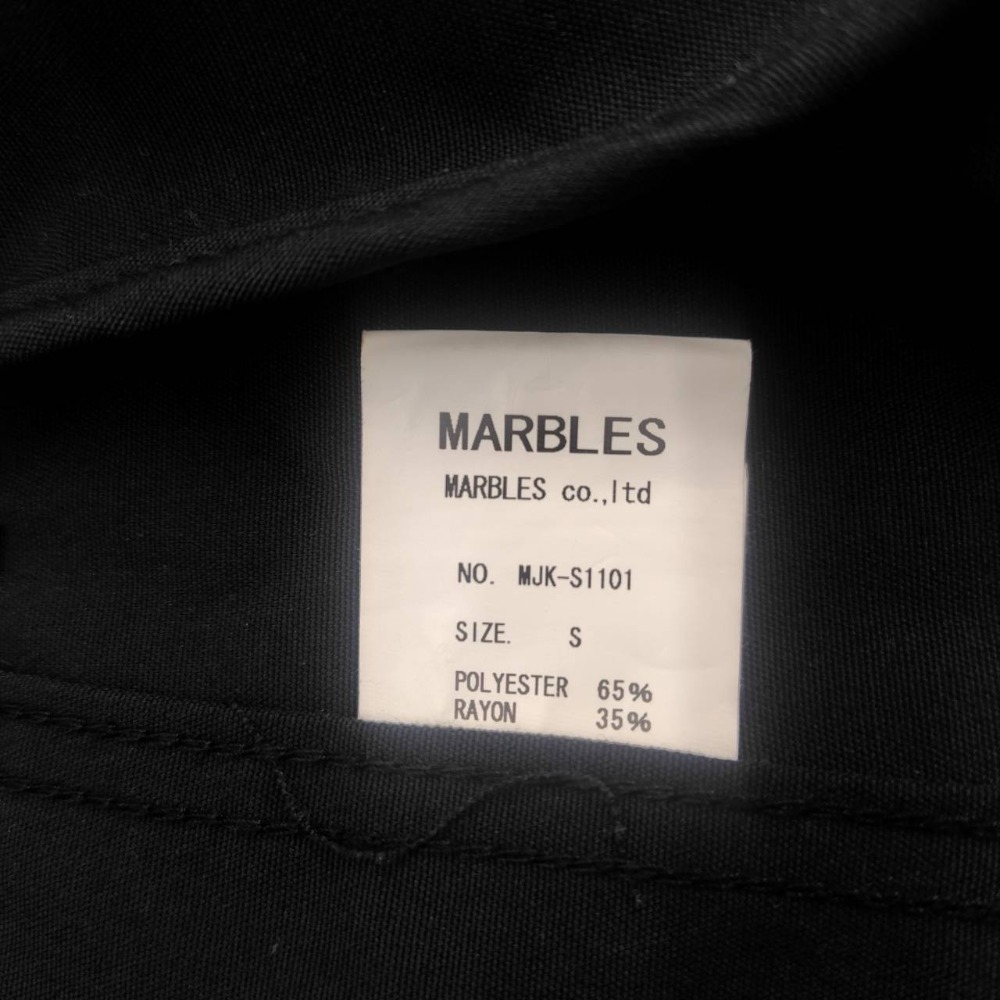 MARBLES
MARBLES co.,ltd
NO. MJK-S1101
SIZE. S
POLYESTER 65%
RAYON 35%